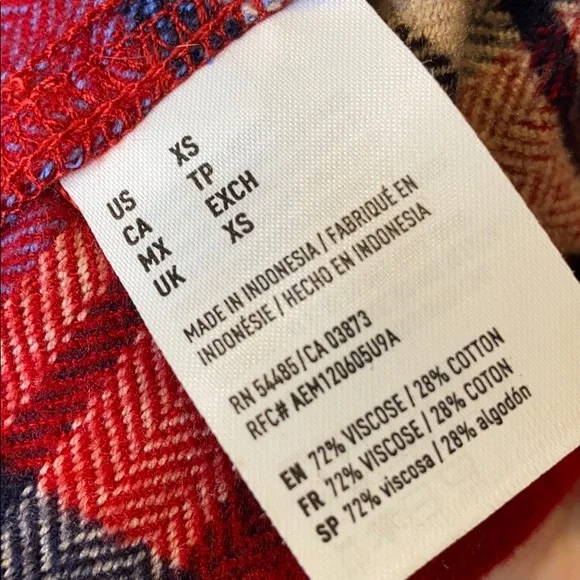 US XS
CA TP
MX EXCH
UK XS
MADE IN INDONESIA / FABRIQUÉ EN
INDONÉSIE / HECHO EN INDONESIA
RN 54485 / CA 03873
RFC# AEM120605U9A
EN 72% VISCOSE / 28% COTTON
FR 72% VISCOSE / 28% COTON
SP 72% viscosa / 28% algodón